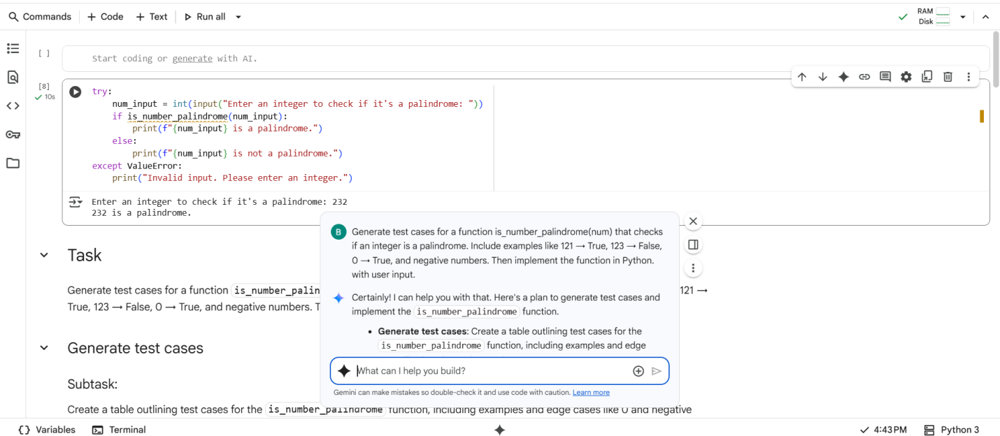 Commands + Code + Text Run all
RAM
Disk
[ ] Start coding or generate with AI.
[8]
10s
try:
num_input = int(input("Enter an integer to check if it's a palindrome: "))
if is_number_palindrome(num_input):
print(f"{num_input} is a palindrome.")
else:
print(f"{num_input} is not a palindrome.")
except ValueError:
print("Invalid input. Please enter an integer.")
Enter an integer to check if it's a palindrome: 232
232 is a palindrome.
Task
Generate test cases for a function is_number_palin
121 →
True, 123 → False, 0 → True, and negative numbers. T
Generate test cases
Subtask:
Create a table outlining test cases for the is_number_palindrome function, including examples and edge cases like 0 and negative
B
Generate test cases for a function is_number_palindrome(num) that checks
if an integer is a palindrome. Include examples like 121 → True, 123 → False,
0 → True, and negative numbers. Then implement the function in Python.
with user input.
Certainly! I can help you with that. Here's a plan to generate test cases and
implement the is_number_palindrome function.
• Generate test cases: Create a table outlining test cases for the
is_number_palindrome function, including examples and edge
What can I help you build?
Gemini can make mistakes so double-check it and use code with caution. Learn more
{} Variables Terminal 4:43 PM Python 3